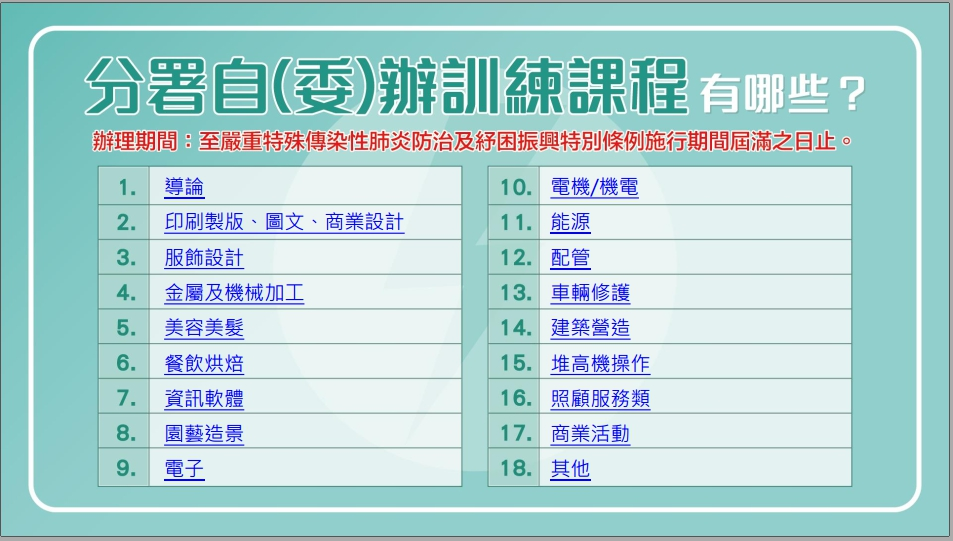 分署自(委)辦訓練課程 有哪些？
辦理期間：至嚴重特殊傳染性肺炎防治及紓困振興特別條例施行期間屆滿之日止。
1. 導論
2. 印刷製版、圖文、商業設計
3. 服飾設計
4. 金屬及機械加工
5. 美容美髮
6. 餐飲烘焙
7. 資訊軟體
8. 園藝造景
9. 電子
10. 電機/機電
11. 能源
12. 配管
13. 車輛修護
14. 建築營造
15. 堆高機操作
16. 照顧服務類
17. 商業活動
18. 其他